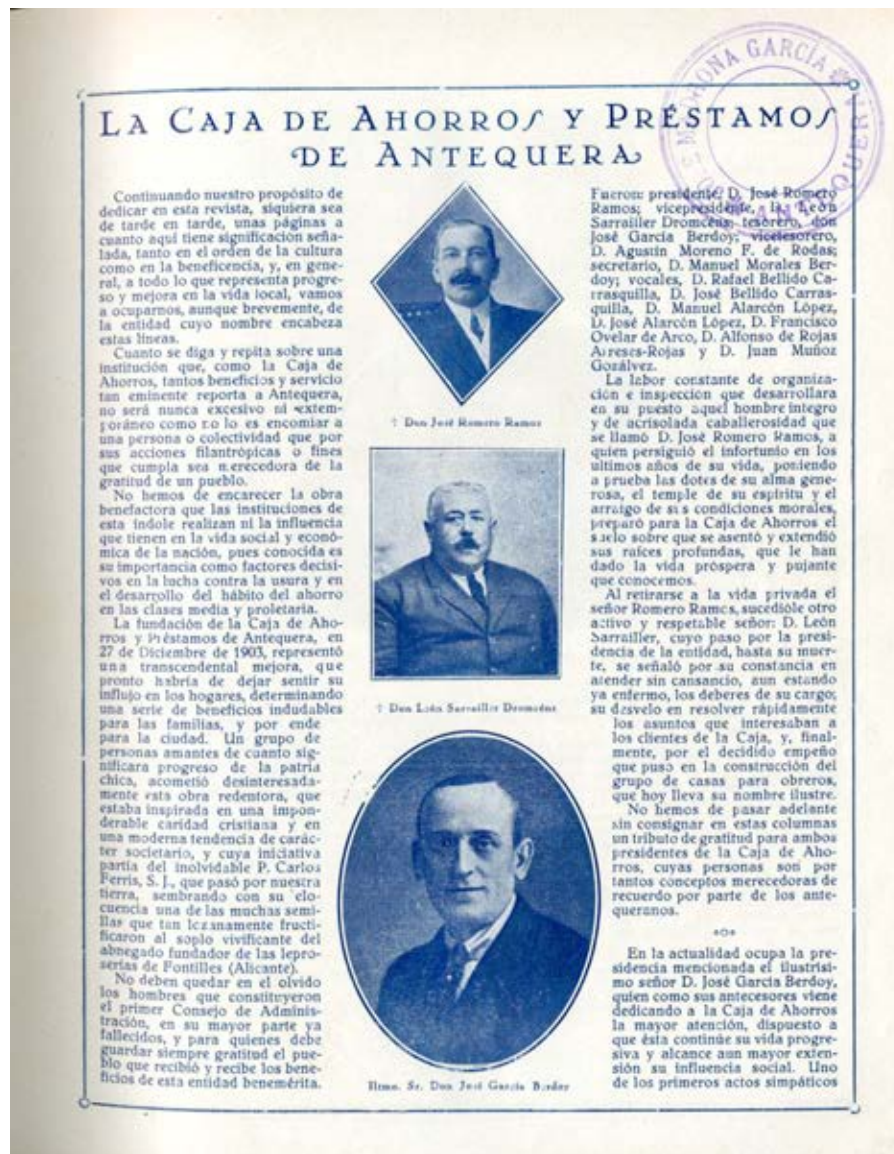 LA CAJA DE AHORROS Y PRÉSTAMOS
DE ANTEQUERA
Continuando nuestro propósito de
dedicar en esta revista, siquiera sea
de tarde en tarde, unas páginas a
cuanto aquí tiene significación seña-
lada, tanto en el orden de la cultura
como en la beneficencia, y, en gene-
ral, a todo lo que representa progre-
so y mejora en la vida local, vamos
a ocuparnos, aunque brevemente, de
la entidad cuyo nombre encabeza
estas líneas.
Cuanto se diga y repita sobre una
institución que, como la Caja de
Ahorros, tantos beneficios y servicio
tan eminente reporta a Antequera,
no será nunca excesivo ni extem-
poráneo como no lo es encomiar a
una persona o colectividad que por
sus acciones filantrópicas o fines
que cumpla sea merecedora de la
gratitud de un pueblo.
No hemos de encarecer la obra
benefactora que las instituciones de
esta índole realizan ni la influencia
que tienen en la vida social y econó-
mica de la nación, pues conocida es
su importancia como factores decisi-
vos en la lucha contra la usura y en
el desarrollo del hábito del ahorro
en las clases media y proletaria.
La fundación de la Caja de Aho-
rros y Préstamos de Antequera, en
27 de Diciembre de 1903, representó
una transcendental mejora, que
pronto habría de dejar sentir su
influjo en los hogares, determinando
una serie de beneficios indudables
para las familias, y por ende
para la ciudad. Un grupo de
personas amantes de cuanto sig-
nificara progreso de la patria
chica, acometió desinteresada-
mente esta obra redentora, que
estaba inspirada en una impon-
derable caridad cristiana y en
una moderna tendencia de carác-
ter societario, y cuya iniciativa
partía del inolvidable P. Carlos
Ferris, S. J., que pasó por nuestra
tierra, sembrando con su elo-
cuencia una de las muchas semi-
llas que tan lozanamente fructi-
ficaron al soplo vivificante del
abnegado fundador de las lepro-
serías de Fontilles (Alicante).
No deben quedar en el olvido
los hombres que constituyeron
el primer Consejo de Adminis-
tración, en su mayor parte ya
fallecidos, y para quienes debe
guardar siempre gratitud el pue-
blo que recibió y recibe los bene-
ficios de esta entidad benemérita.
† Don José Romero Ramos
† Don León Sarrailler Dromcéns
Iltmo. Sr. Don José García Berdoy
Fueron: presidente, D. José Romero
Ramos; vicepresidente, León
Sarrailler Dromcéns; tesorero, don
José García Berdoy; vicetesorero,
D. Agustín Moreno F. de Rodas;
secretario, D. Manuel Morales Ber-
doy; vocales, D. Rafael Bellido Ca-
rrasquilla, D. José Bellido Carras-
quilla, D. Manuel Alarcón López,
D. José Alarcón López, D. Francisco
Ovelar de Arco, D. Alfonso de Rojas
Arreses-Rojas y D. Juan Muñoz
Gozálvez.
La labor constante de organiza-
ción e inspección que desarrollara
en su puesto aquel hombre íntegro
y de acrisolada caballerosidad que
se llamó D. José Romero Ramos, a
quien persiguió el infortunio en los
últimos años de su vida, poniendo
a prueba las dotes de su alma gene-
rosa, el temple de su espíritu y el
arraigo de sus condiciones morales,
preparó para la Caja de Ahorros el
suelo sobre que se asentó y extendió
sus raíces profundas, que le han
dado la vida próspera y pujante
que conocemos.
Al retirarse a la vida privada el
señor Romero Ramos, sucedióle otro
activo y respetable señor: D. León
Sarrailler, cuyo paso por la presi-
dencia de la entidad, hasta su muer-
te, se señaló por su constancia en
atender sin cansancio, aun estando
ya enfermo, los deberes de su cargo;
su desvelo en resolver rápidamente
los asuntos que interesaban a
los clientes de la Caja, y, final-
mente, por el decidido empeño
que puso en la construcción del
grupo de casas para obreros,
que hoy lleva su nombre ilustre.
No hemos de pasar adelante
sin consignar en estas columnas
un tributo de gratitud para ambos
presidentes de la Caja de Aho-
rros, cuyas personas son por
tantos conceptos merecedoras de
recuerdo por parte de los ante-
queranos.
En la actualidad ocupa la pre-
sidencia mencionada el ilustrísi-
mo señor D. José García Berdoy,
quien como sus antecesores viene
dedicando a la Caja de Ahorros
la mayor atención, dispuesto a
que ésta continúe su vida progre-
siva y alcance aun mayor exten-
sión su influencia social. Uno
de los primeros actos simpáticos
GARCÍA